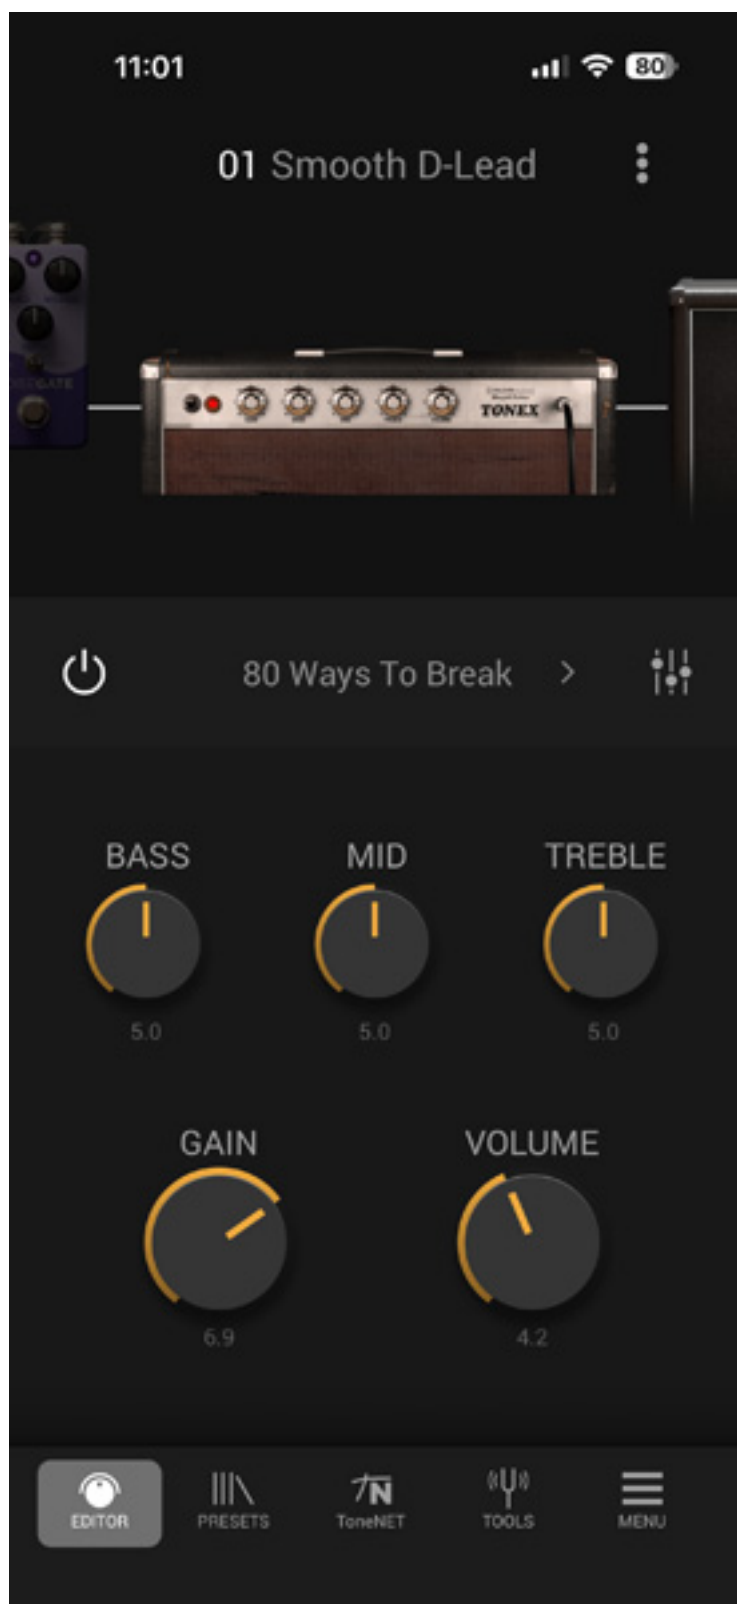 11:01
80
01 Smooth D-Lead
GATE
TONEX
80 Ways To Break
BASS
MID
TREBLE
5.0
5.0
5.0
GAIN
VOLUME
6.9
4.2
EDITOR
PRESETS
ToneNET
TOOLS
MENU